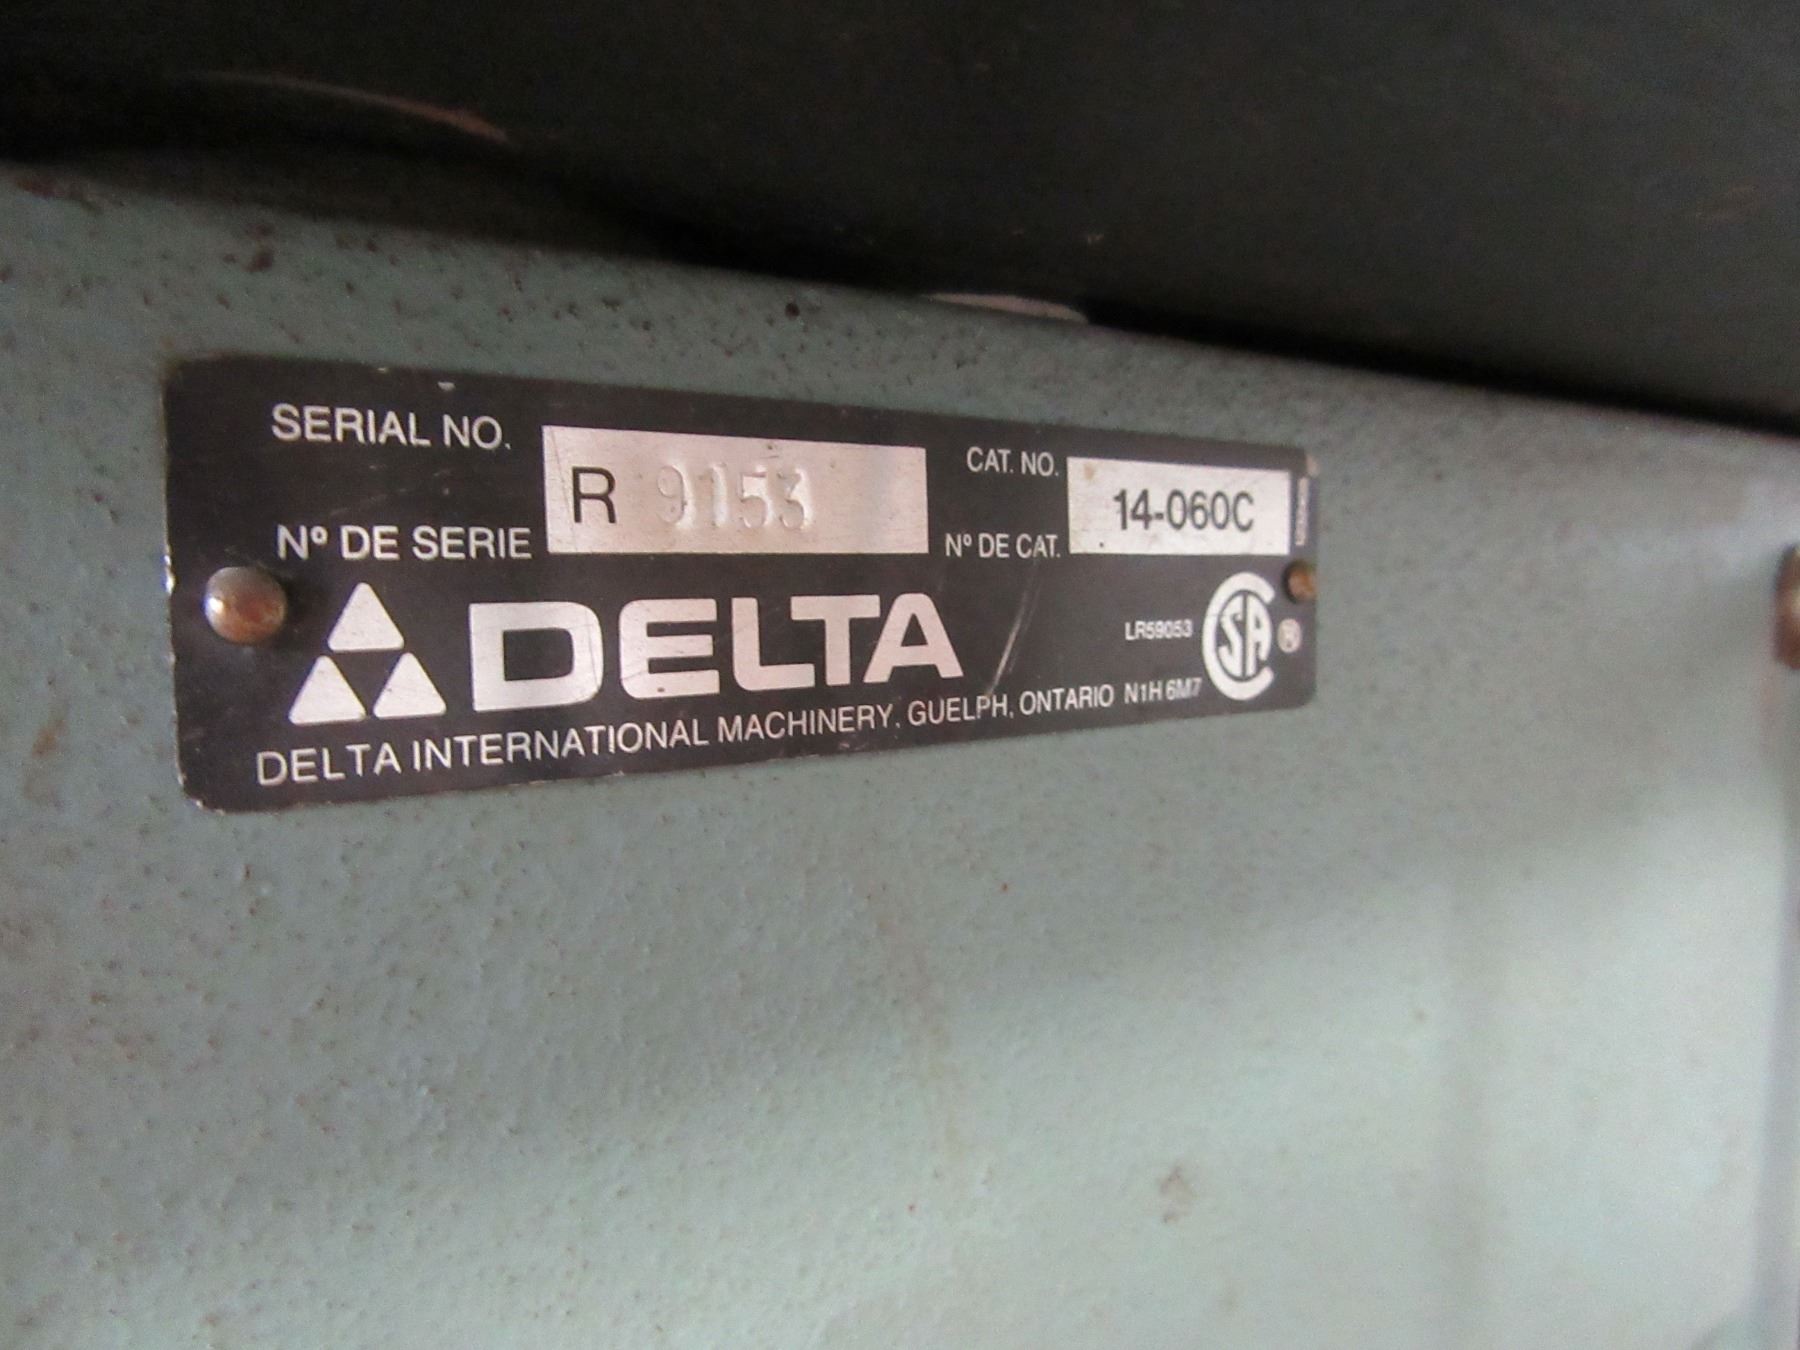 SERIAL NO.
R 9153
Nº DE SERIE
CAT. NO.
14-060C
Nº DE CAT.
DELTA
LR59053
CSA ®
DELTA INTERNATIONAL MACHINERY, GUELPH, ONTARIO N1H 6M7